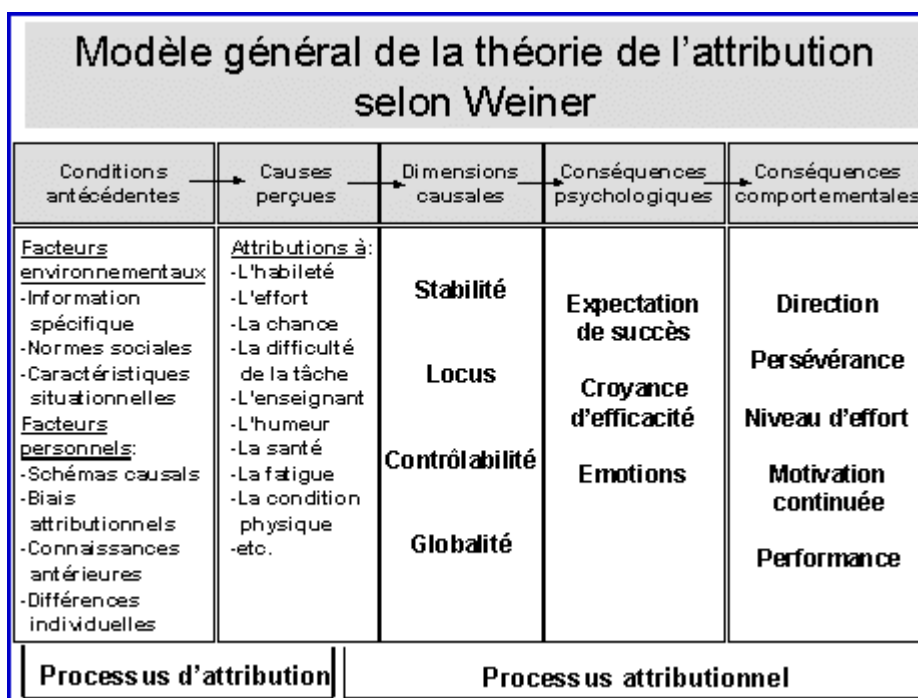 Modèle général de la théorie de l'attribution
selon Weiner
Conditions
antécédentes
Causes
perçues
Dimensions
causales
Conséquences
psychologiques
Conséquences
comportementales
Facteurs
environnementaux
-Information
spécifique
-Normes sociales
-Caractéristiques
situationnelles
Facteurs
personnels:
-Schémas causals
-Biais
attributionnels
-Connaissances
antérieures
-Différences
individuelles
Attributions à:
-L'habileté
-L'effort
-La chance
-La difficulté
de la tâche
-L'enseignant
-L'humeur
-La santé
-La fatigue
-La condition
physique
-etc.
Stabilité
Locus
Contrôlabilité
Globalité
Expectation
de succès
Croyance
d'efficacité
Emotions
Direction
Persévérance
Niveau d'effort
Motivation
continuée
Performance
Processus d'attribution
Processus attributionnel